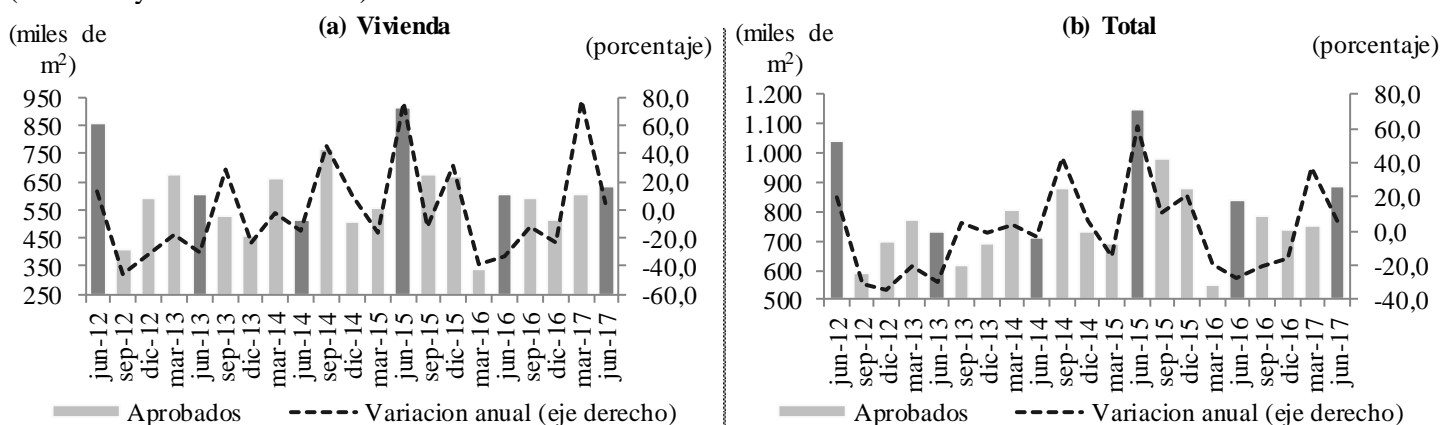 (a) Vivienda
(miles de
m²)
(porcentaje)
950
850
750
650
550
450
350
250
80,0
60,0
40,0
20,0
0,0
-20,0
-40,0
-60,0
jun-12
sep-12
dic-12
mar-13
jun-13
sep-13
dic-13
mar-14
jun-14
sep-14
dic-14
mar-15
jun-15
sep-15
dic-15
mar-16
jun-16
sep-16
dic-16
mar-17
jun-17
Aprobados
Variacion anual (eje derecho)
(b) Total
(miles de
m²)
(porcentaje)
1.200
1.100
1.000
900
800
700
600
500
80,0
60,0
40,0
20,0
0,0
-20,0
-40,0
jun-12
sep-12
dic-12
mar-13
jun-13
sep-13
dic-13
mar-14
jun-14
sep-14
dic-14
mar-15
jun-15
sep-15
dic-15
mar-16
jun-16
sep-16
dic-16
mar-17
jun-17
Aprobados
Variacion anual (eje derecho)